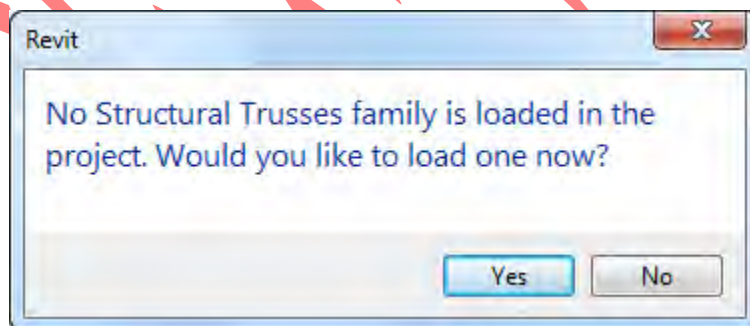 Revit
No Structural Trusses family is loaded in the
project. Would you like to load one now?
Yes No